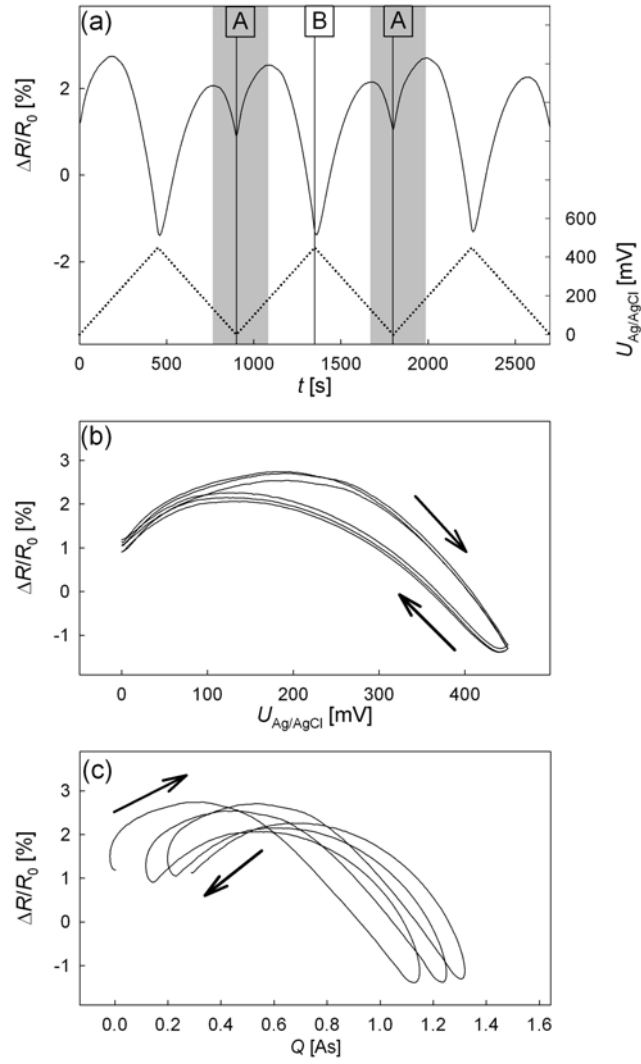 (a) A B A
ΔR/R₀ [%]
2
0
-2
600
400
200
0
U_Ag/AgCl [mV]
0 500 1000 1500 2000 2500
t [s]
(b)
ΔR/R₀ [%]
3
2
1
0
-1
0 100 200 300 400
U_Ag/AgCl [mV]
(c)
ΔR/R₀ [%]
3
2
1
0
-1
0.0 0.2 0.4 0.6 0.8 1.0 1.2 1.4 1.6
Q [As]